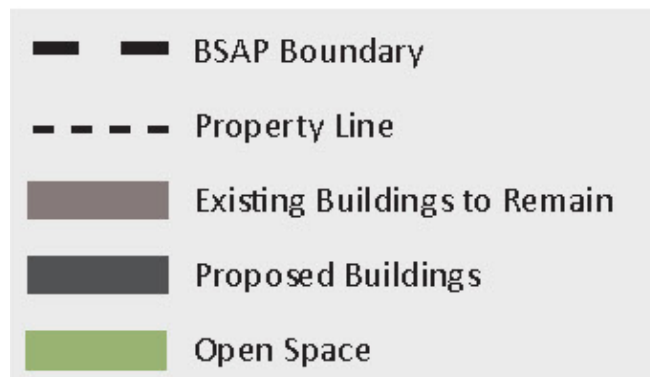 BSAP Boundary
Property Line
Existing Buildings to Remain
Proposed Buildings
Open Space